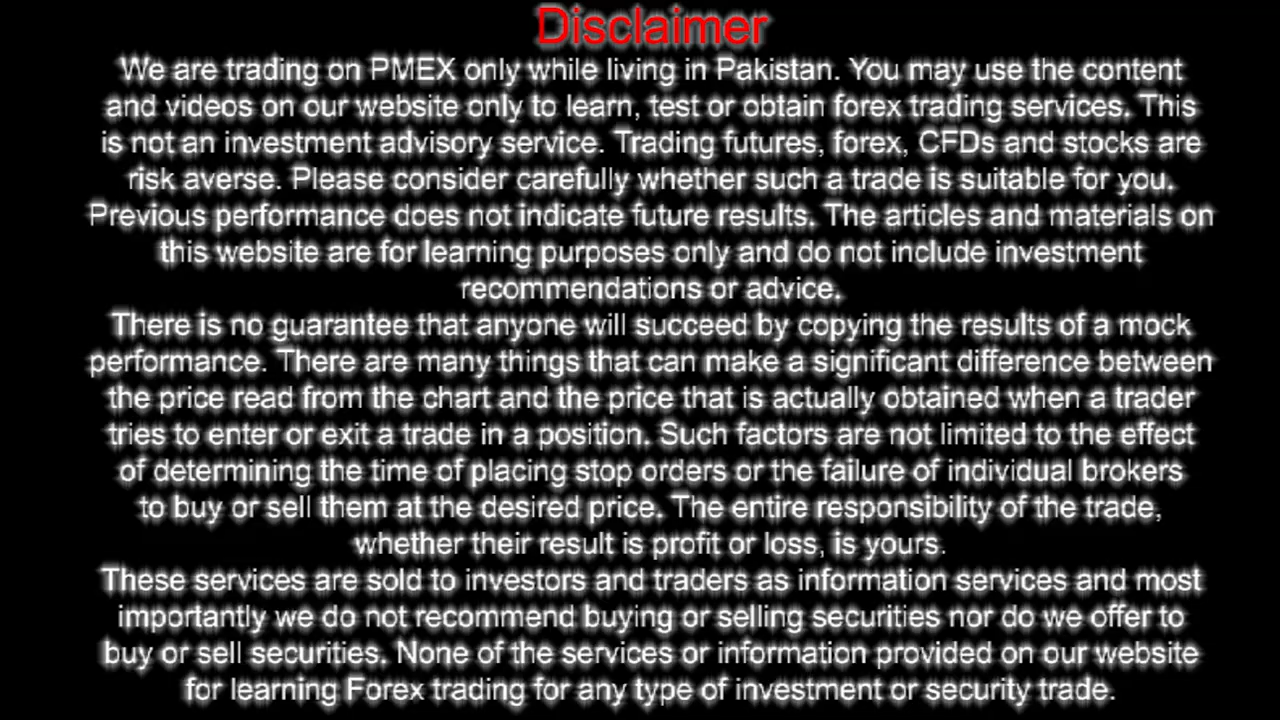 Disclaimer
We are trading on PMEX only while living in Pakistan. You may use the content
and videos on our website only to learn, test or obtain forex trading services. This
is not an investment advisory service. Trading futures, forex, CFDs and stocks are
risk averse. Please consider carefully whether such a trade is suitable for you.
Previous performance does not indicate future results. The articles and materials on
this website are for learning purposes only and do not include investment
recommendations or advice.
There is no guarantee that anyone will succeed by copying the results of a mock
performance. There are many things that can make a significant difference between
the price read from the chart and the price that is actually obtained when a trader
tries to enter or exit a trade in a position. Such factors are not limited to the effect
of determining the time of placing stop orders or the failure of individual brokers
to buy or sell them at the desired price. The entire responsibility of the trade,
whether their result is profit or loss, is yours.
These services are sold to investors and traders as information services and most
importantly we do not recommend buying or selling securities nor do we offer to
buy or sell securities. None of the services or information provided on our website
for learning Forex trading for any type of investment or security trade.